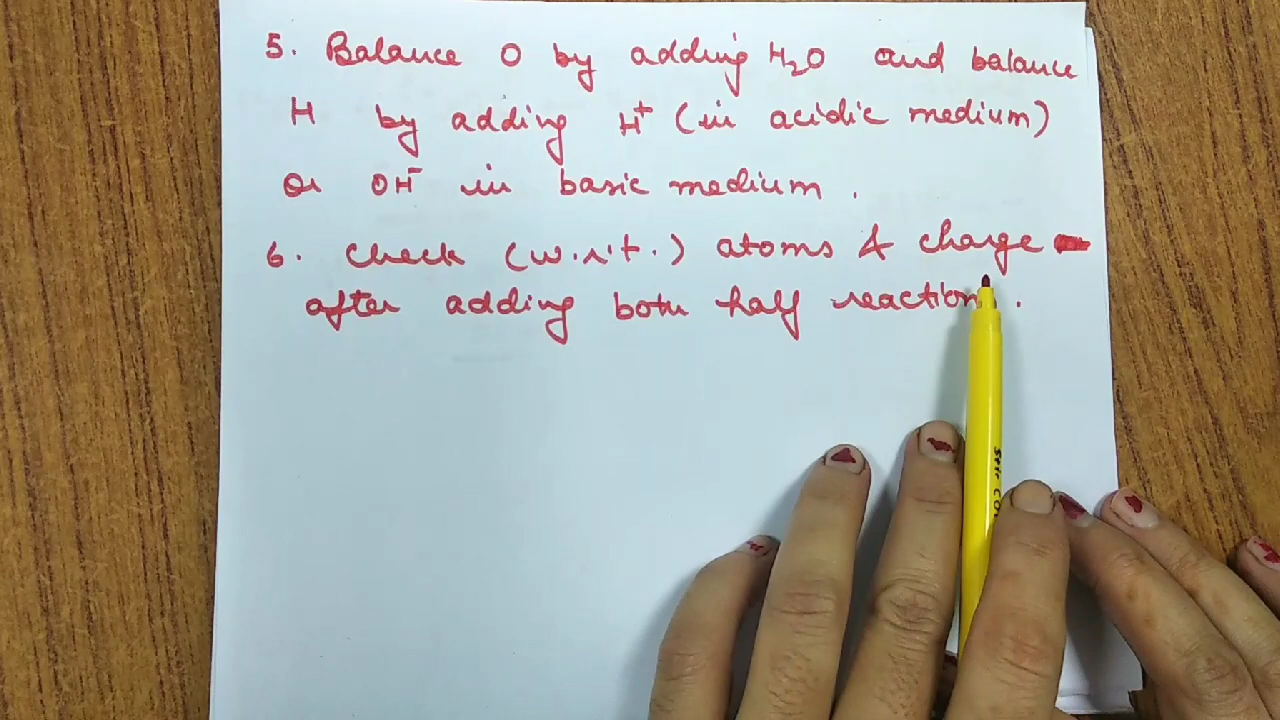 5. Balance O by adding H₂O and balance
H by adding H⁺ (in acidic medium)
or OH⁻ in basic medium.
6. Check (w.r.t.) atoms & charge
after adding both half reaction.